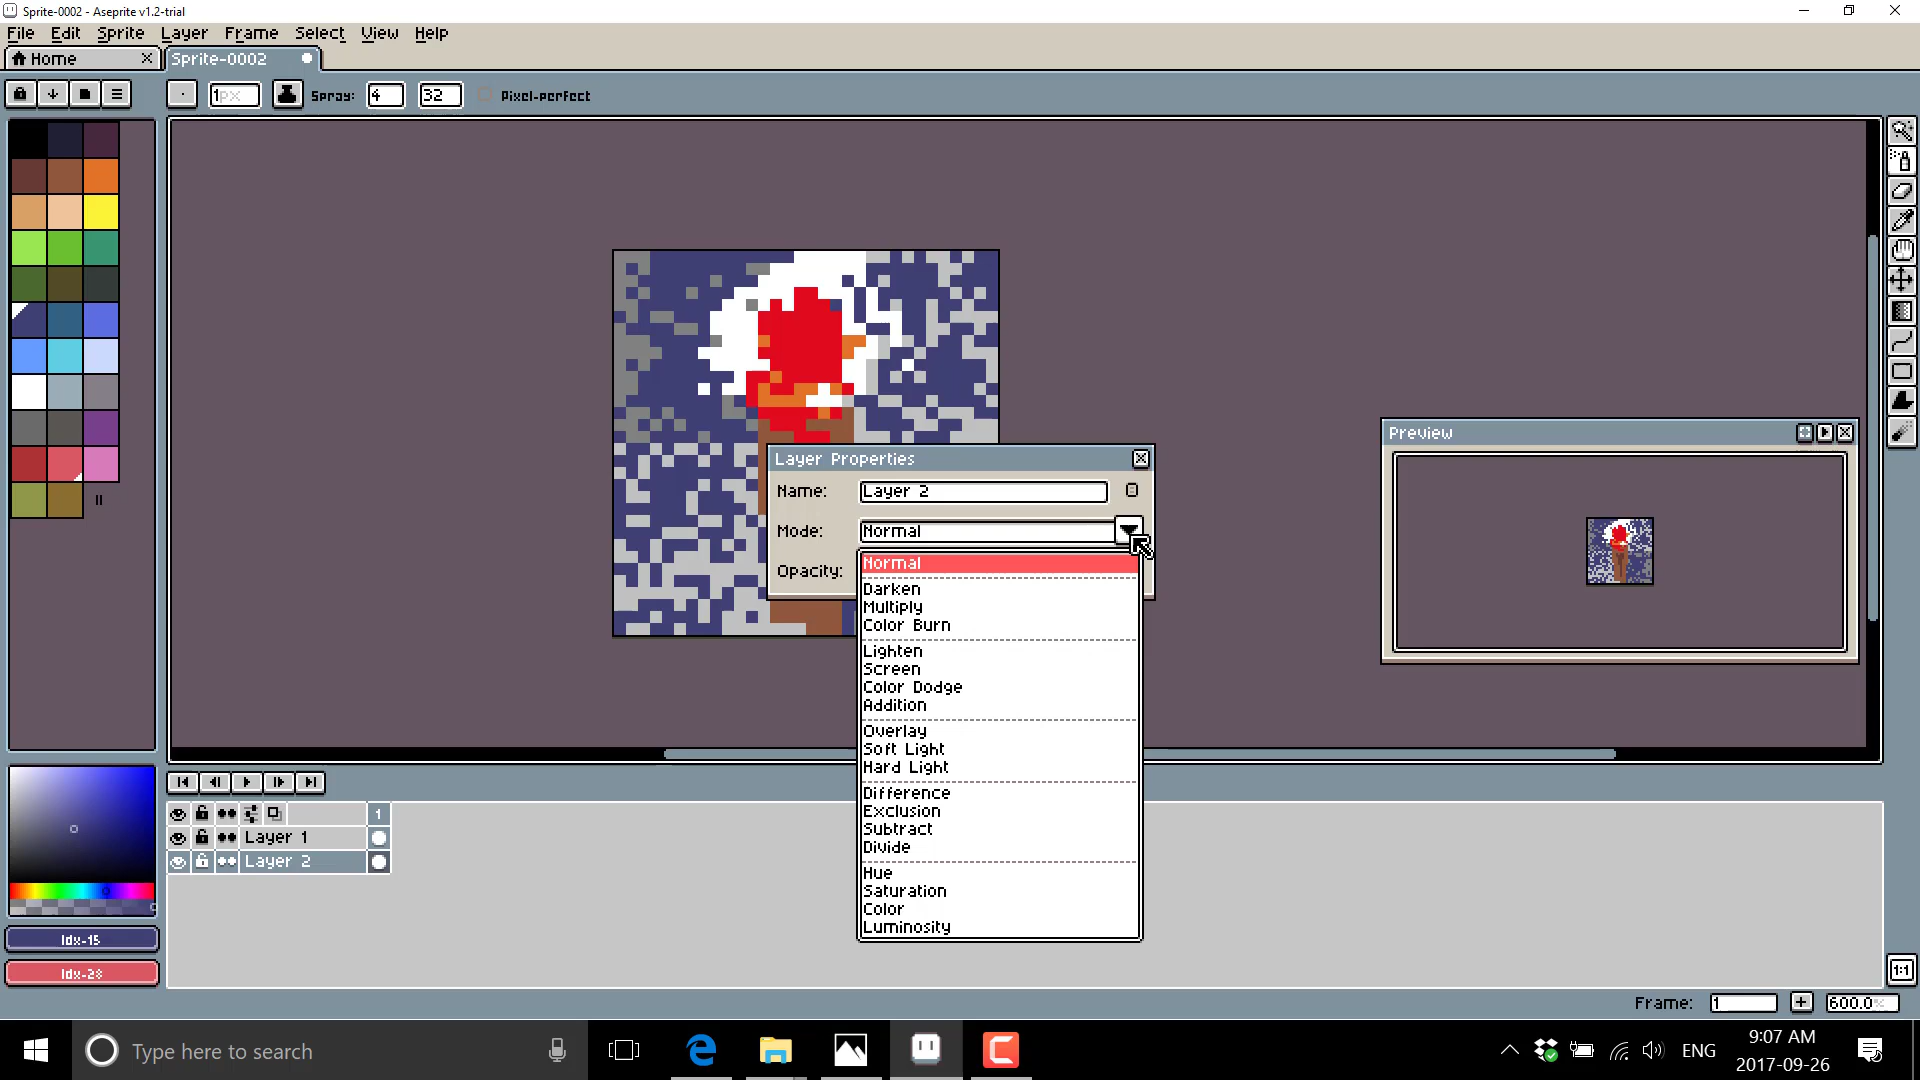 Sprite-0002 - Aseprite v1.2-trial
File Edit Sprite Layer Frame Select View Help
Home
Sprite-0002
1px Spray: 4 32 Pixel-perfect
Preview
Layer Properties
Name: Layer 2
Mode: Normal
Opacity:
Normal
Darken
Multiply
Color Burn
Lighten
Screen
Color Dodge
Addition
Overlay
Soft Light
Hard Light
Difference
Exclusion
Subtract
Divide
Hue
Saturation
Color
Luminosity
1
Layer 1
Layer 2
Idx-15
Idx-28
1:1
Frame: 1 + 600.0%
Type here to search
ENG
9:07 AM
2017-09-26